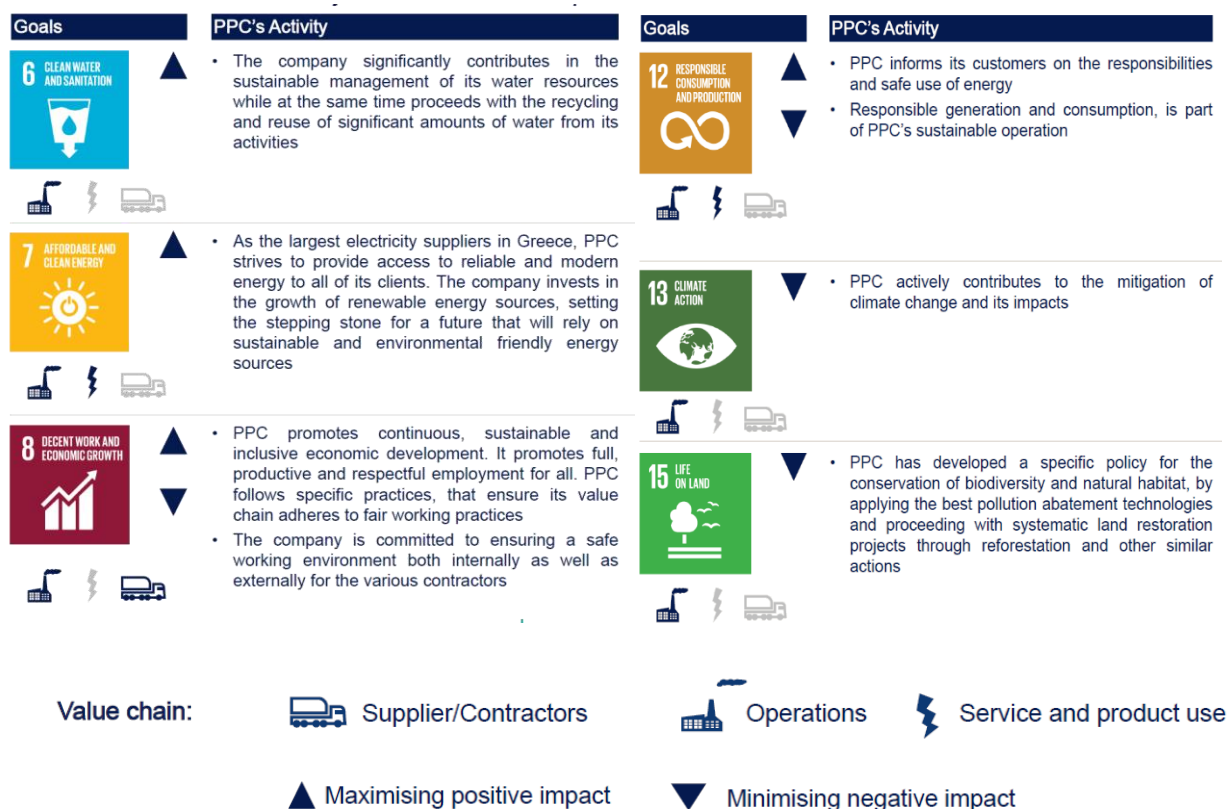 Goals
PPC's Activity
6 CLEAN WATER
AND SANITATION
• The company significantly contributes in the
sustainable management of its water resources
while at the same time proceeds with the recycling
and reuse of significant amounts of water from its
activities
7 AFFORDABLE AND
CLEAN ENERGY
• As the largest electricity suppliers in Greece, PPC
strives to provide access to reliable and modern
energy to all of its clients. The company invests in
the growth of renewable energy sources, setting
the stepping stone for a future that will rely on
sustainable and environmental friendly energy
sources
8 DECENT WORK AND
ECONOMIC GROWTH
• PPC promotes continuous, sustainable and
inclusive economic development. It promotes full,
productive and respectful employment for all. PPC
follows specific practices, that ensure its value
chain adheres to fair working practices
• The company is committed to ensuring a safe
working environment both internally as well as
externally for the various contractors
Goals
PPC's Activity
12 RESPONSIBLE
CONSUMPTION
AND PRODUCTION
• PPC informs its customers on the responsibilities
and safe use of energy
• Responsible generation and consumption, is part
of PPC's sustainable operation
13 CLIMATE
ACTION
• PPC actively contributes to the mitigation of
climate change and its impacts
15 LIFE
ON LAND
• PPC has developed a specific policy for the
conservation of biodiversity and natural habitat, by
applying the best pollution abatement technologies
and proceeding with systematic land restoration
projects through reforestation and other similar
actions
Value chain:
Supplier/Contractors
Operations
Service and product use
Maximising positive impact
Minimising negative impact